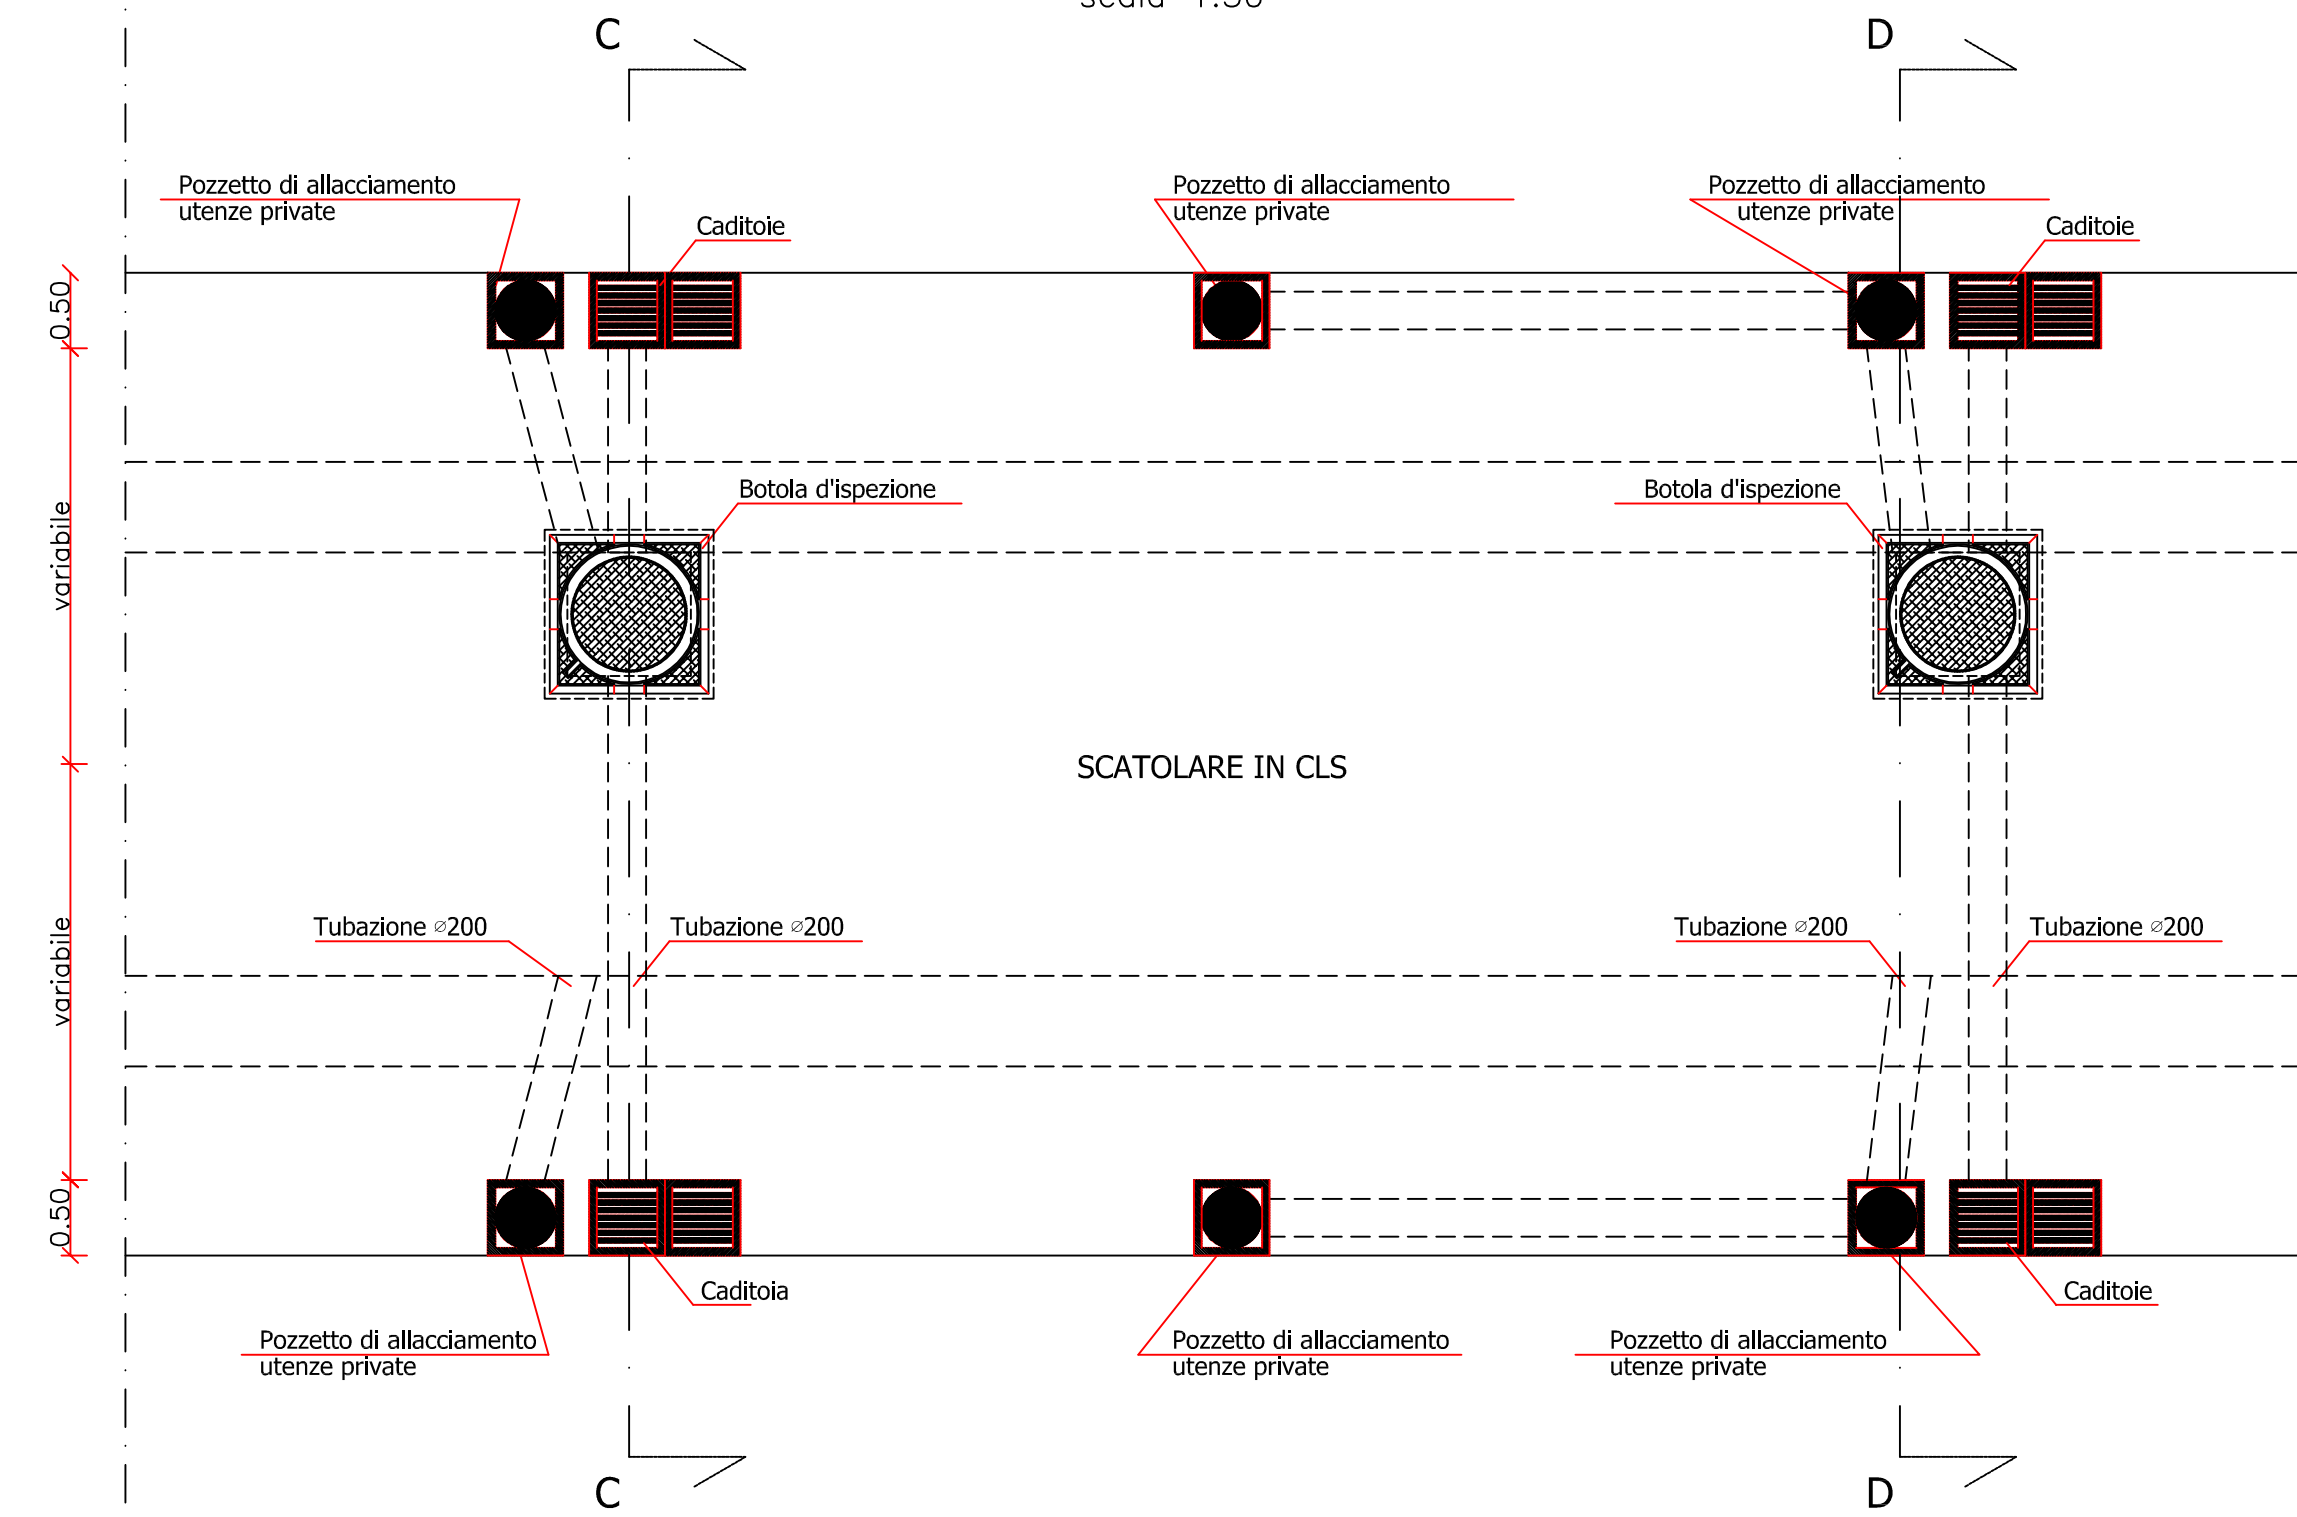 C
D
Pozzetto di allacciamento
utenze private
Caditoie
Pozzetto di allacciamento
utenze private
Pozzetto di allacciamento
utenze private
Caditoie
0.50
variabile
Botola d'ispezione
Botola d'ispezione
SCATOLARE IN CLS
variabile
Tubazione ⌀200
Tubazione ⌀200
Tubazione ⌀200
Tubazione ⌀200
0.50
Caditoia
Caditoie
Pozzetto di allacciamento
utenze private
Pozzetto di allacciamento
utenze private
Pozzetto di allacciamento
utenze private
C
D